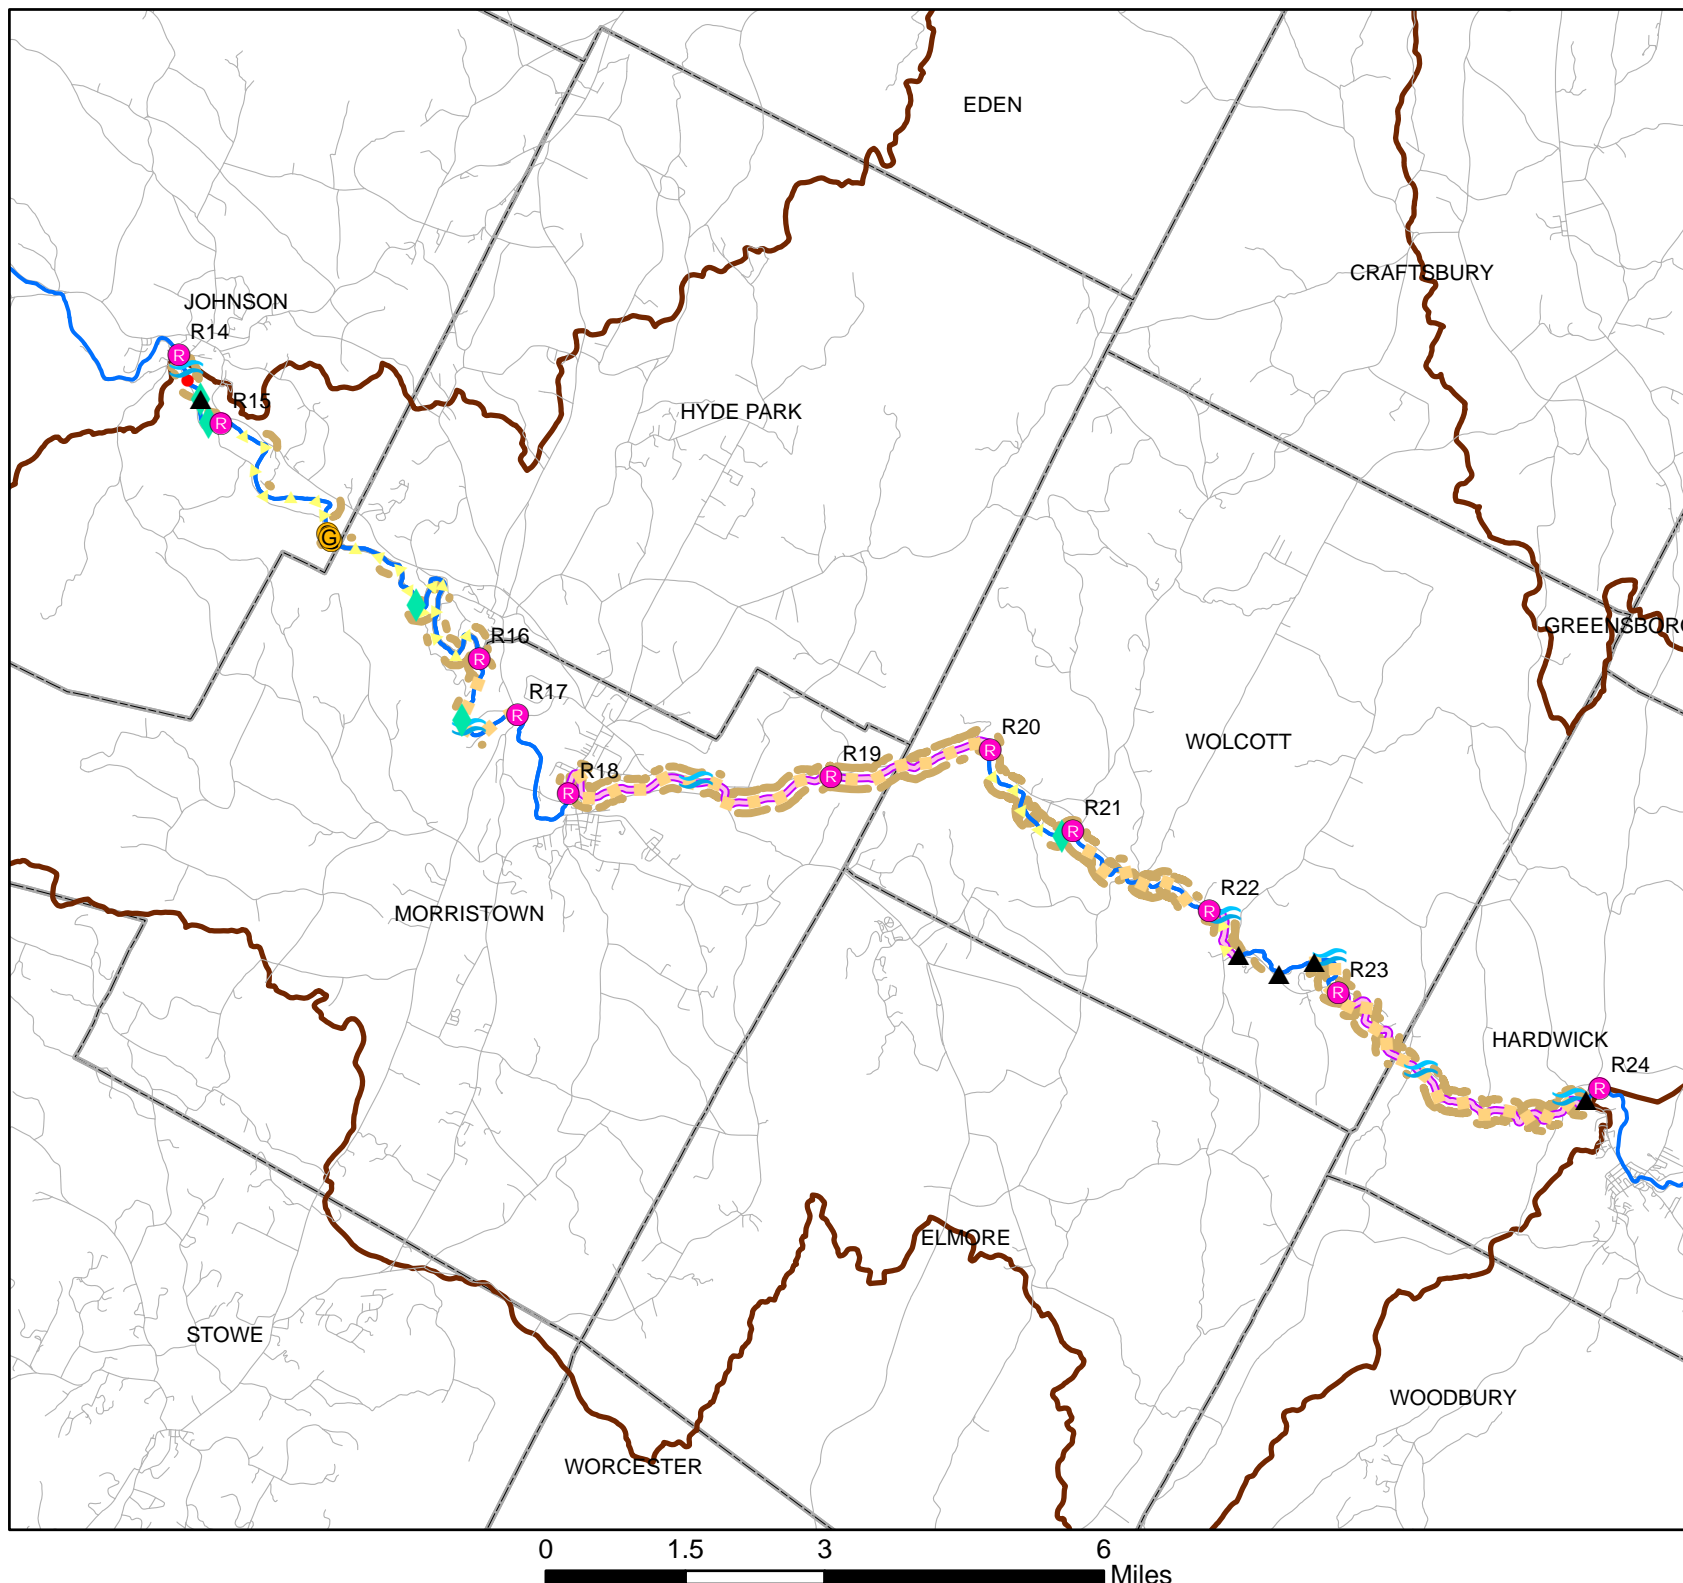 EDEN
CRAFTSBURY
JOHNSON
R14
R15
R
R
HYDE PARK
G
GREENSBORO
R16
R
R17
R
R20
R
WOLCOTT
R19
R
R18
R
R21
R
R22
R
MORRISTOWN
R23
R
HARDWICK
R24
R
ELMORE
STOWE
WOODBURY
WORCESTER
0 1.5 3 6
Miles